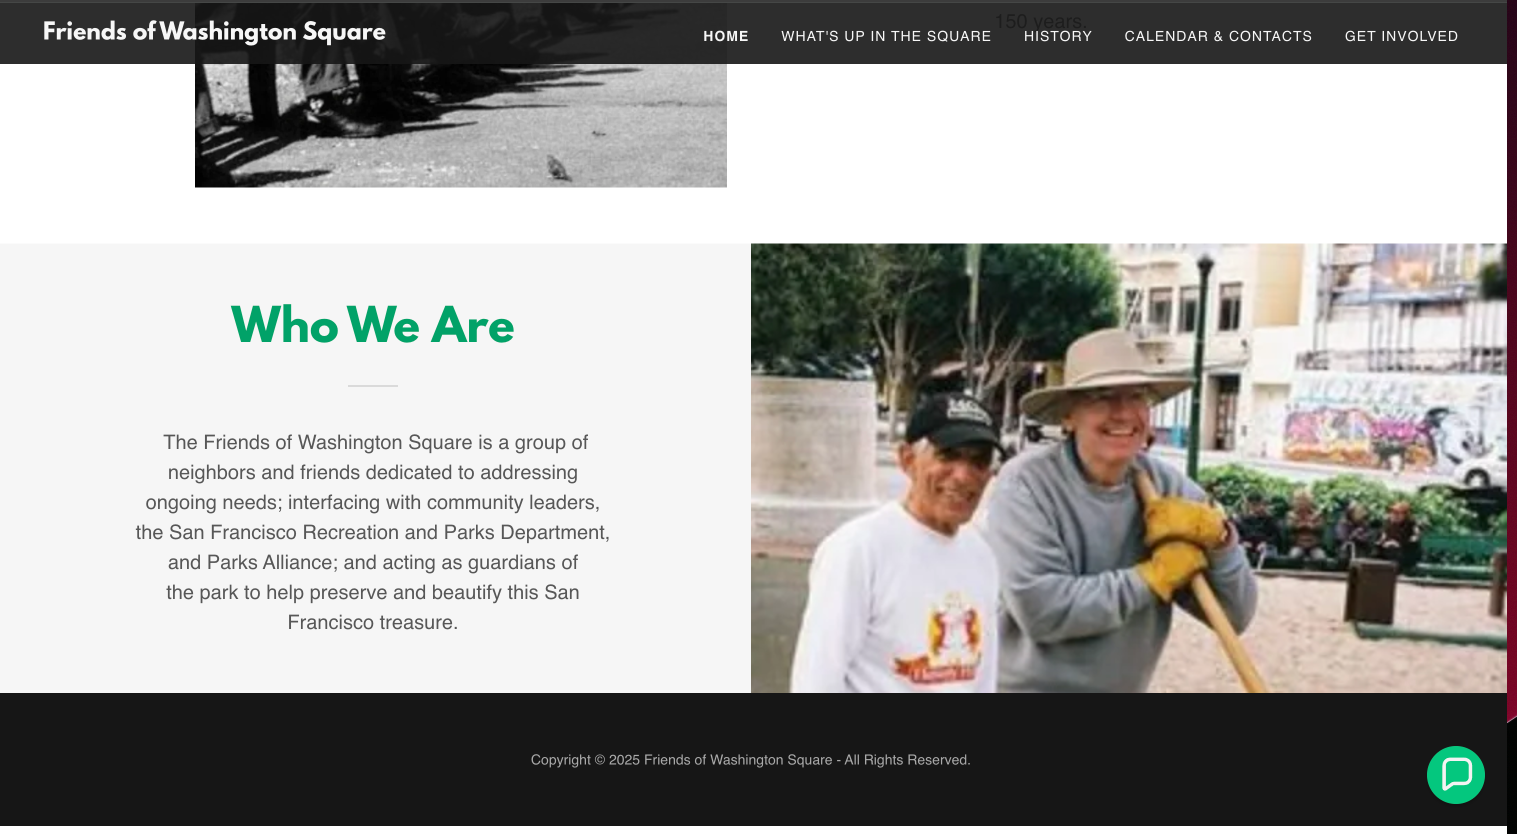 150 years.
Friends of Washington Square
HOME WHAT'S UP IN THE SQUARE HISTORY CALENDAR & CONTACTS GET INVOLVED
Who We Are
The Friends of Washington Square is a group of
neighbors and friends dedicated to addressing
ongoing needs; interfacing with community leaders,
the San Francisco Recreation and Parks Department,
and Parks Alliance; and acting as guardians of
the park to help preserve and beautify this San
Francisco treasure.
Copyright © 2025 Friends of Washington Square - All Rights Reserved.